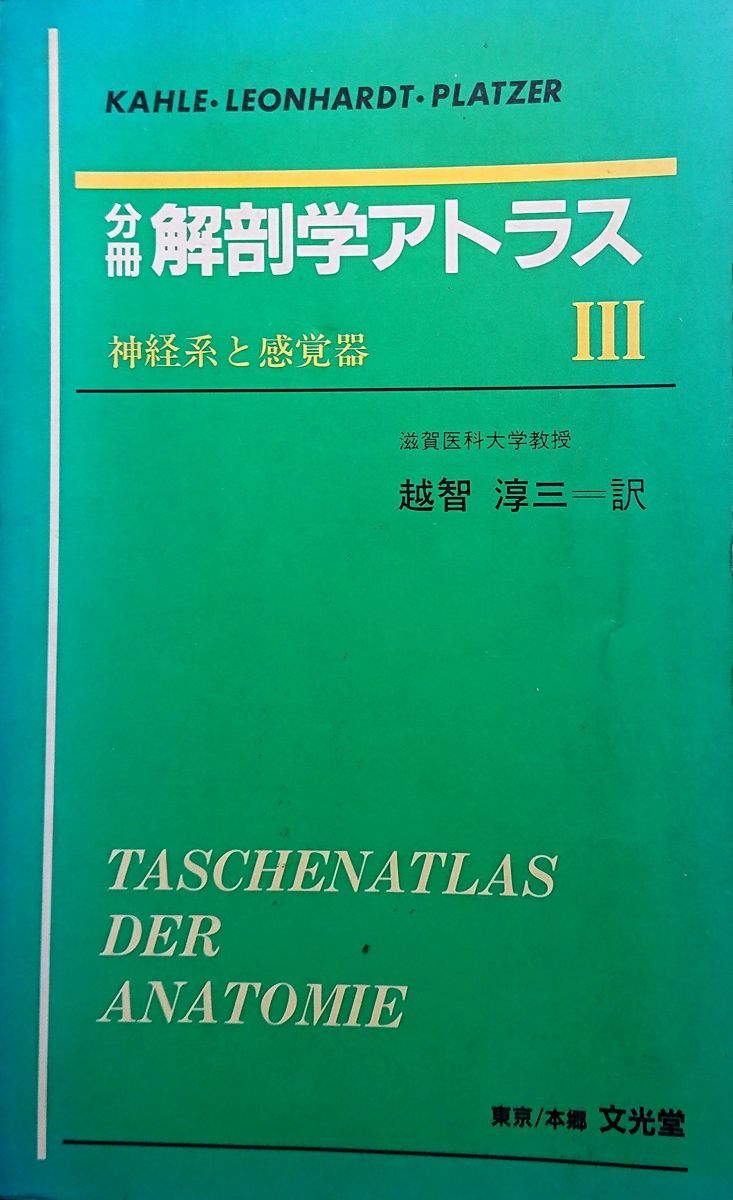 KAHLE・LEONHARDT・PLATZER
分冊 解剖学アトラス
神経系と感覚器 III
滋賀医科大学教授
越智 淳三＝訳
TASCHENATLAS
DER
ANATOMIE
東京/本郷 文光堂